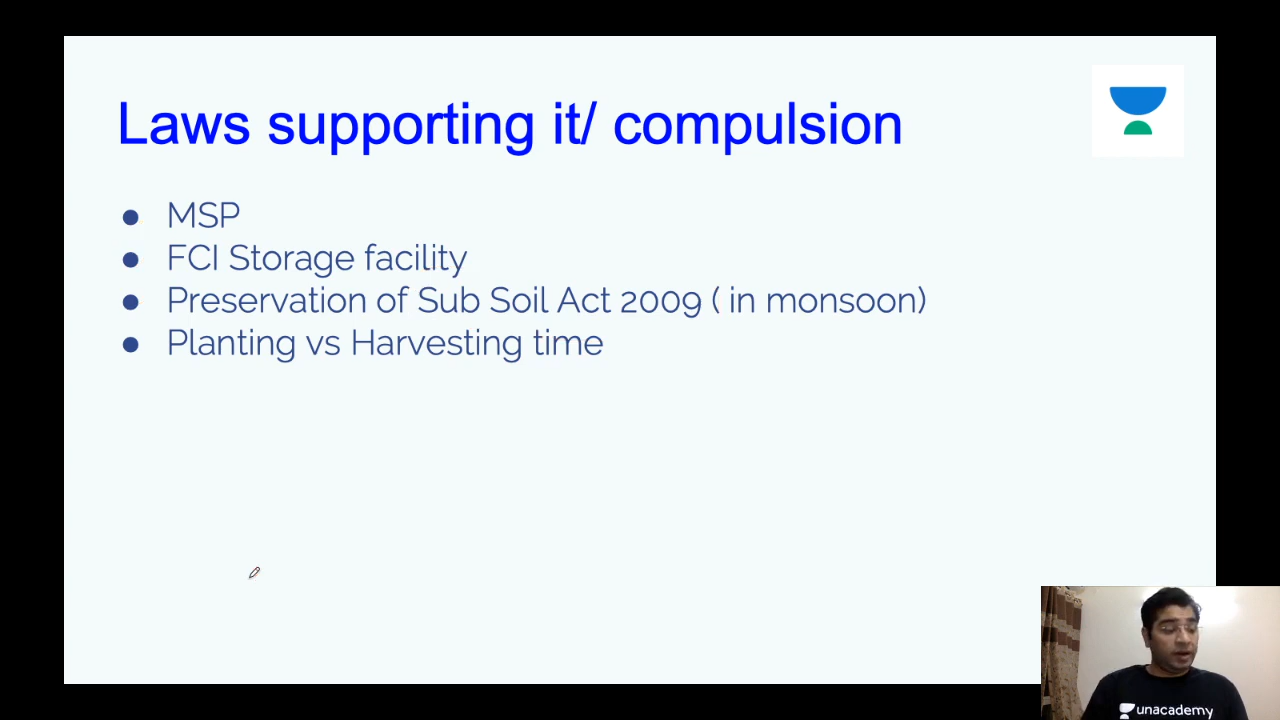 Laws supporting it/ compulsion
● MSP
● FCI Storage facility
● Preservation of Sub Soil Act 2009 ( in monsoon)
● Planting vs Harvesting time
unacademy